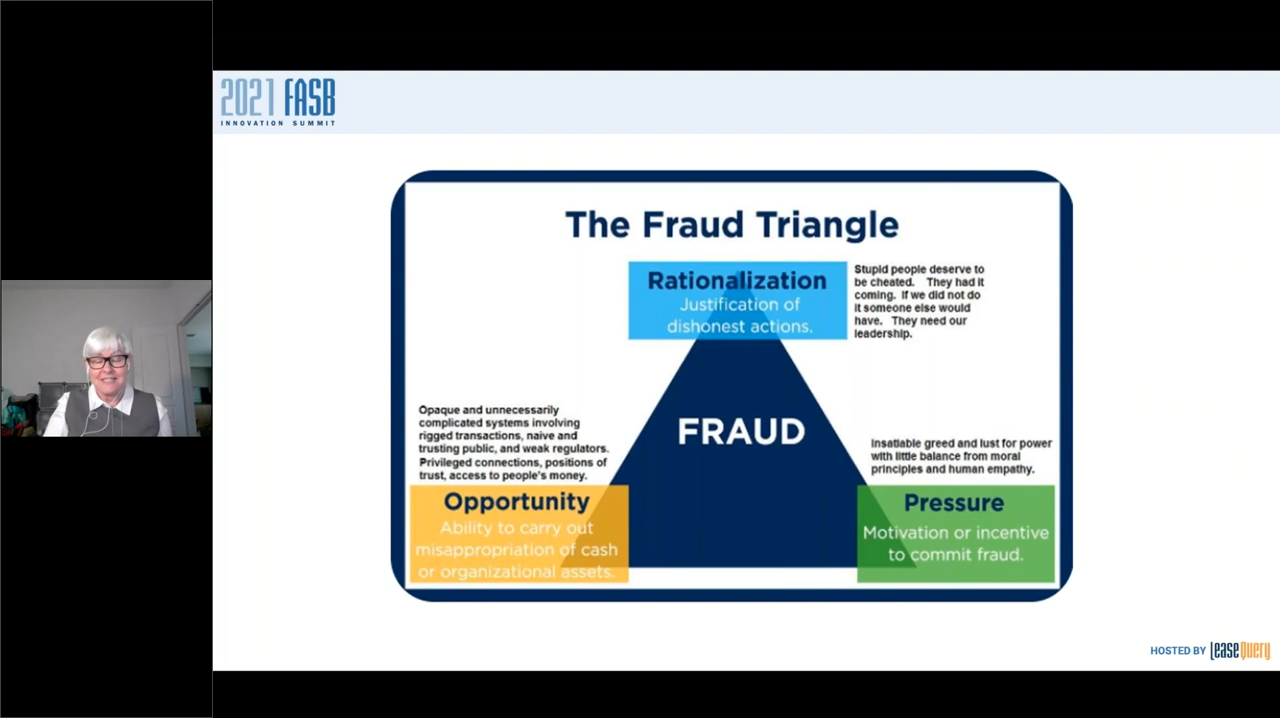 2021 FASB
INNOVATION SUMMIT
The Fraud Triangle
Rationalization
Justification of
dishonest actions.
Stupid people deserve to
be cheated. They had it
coming. If we did not do
it someone else would
have. They need our
leadership.
FRAUD
Opaque and unnecessarily
complicated systems involving
rigged transactions, naive and
trusting public, and weak regulators.
Privileged connections, positions of
trust, access to people's money.
Opportunity
Ability to carry out
misappropriation of cash
or organizational assets.
Insatiable greed and lust for power
with little balance from moral
principles and human empathy.
Pressure
Motivation or incentive
to commit fraud.
HOSTED BY LeaseQuery